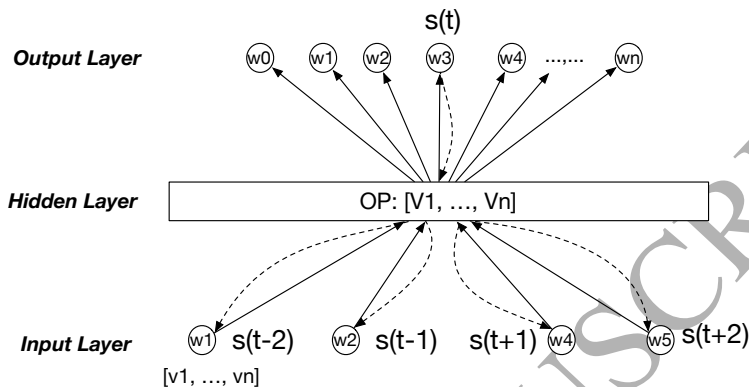 s(t)
Output Layer w0 w1 w2 w3 w4 ...,... wn
Hidden Layer OP: [V1, ..., Vn]
Input Layer w1 s(t-2) w2 s(t-1) s(t+1) w4 w5 s(t+2)
[v1, ..., vn]